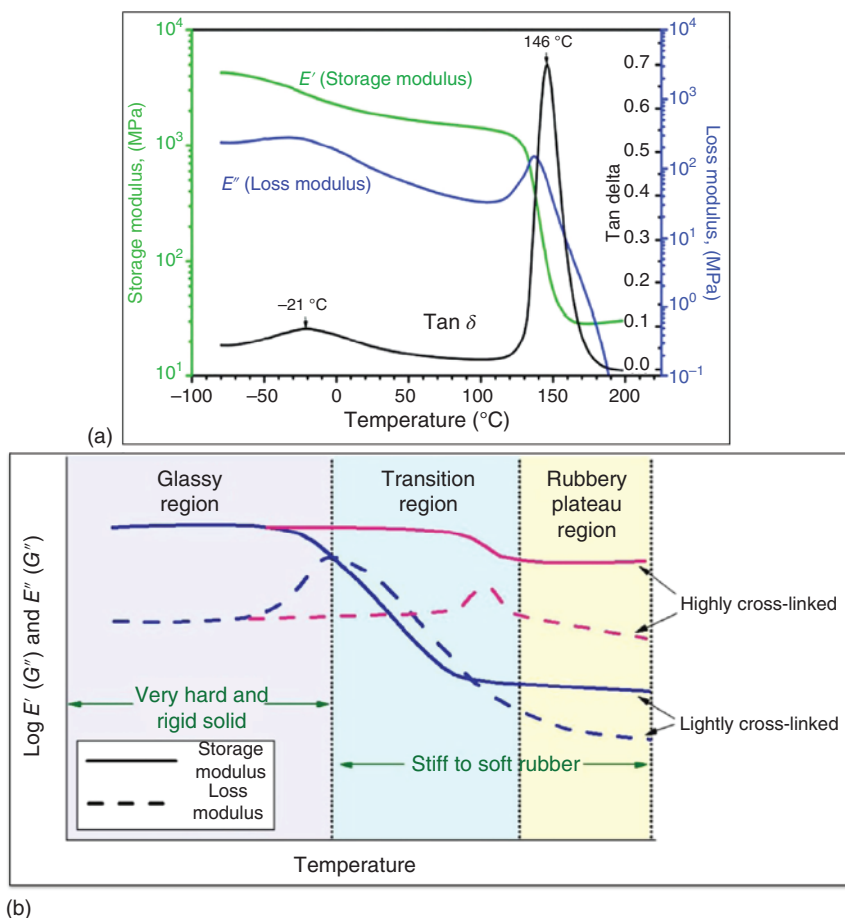 146 °C
10⁴
10³
10²
10¹
Storage modulus, (MPa)
E′ (Storage modulus)
E″ (Loss modulus)
−21 °C
Tan δ
0.7
0.6
0.5
0.4
0.3
0.2
0.1
0.0
Tan delta
10⁴
10³
10²
10¹
10⁰
10⁻¹
Loss modulus, (MPa)
−100
−50
0
50
100
150
200
Temperature (°C)
(a)
Glassy
region
Transition
region
Rubbery
plateau
region
Log E′ (G″) and E″ (G″)
Highly cross-linked
Very hard and
rigid solid
Lightly cross-linked
Stiff to soft rubber
Storage
modulus
Loss
modulus
Temperature
(b)